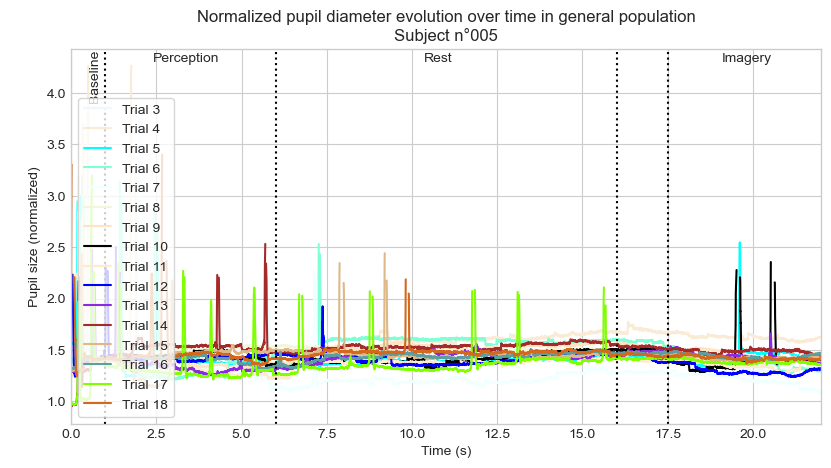 Normalized pupil diameter evolution over time in general population
Subject n°005
Baseline
Perception
Rest
Imagery
Pupil size (normalized)
4.0
3.5
3.0
2.5
2.0
1.5
1.0
Trial 3
Trial 4
Trial 5
Trial 6
Trial 7
Trial 8
Trial 9
Trial 10
Trial 11
Trial 12
Trial 13
Trial 14
Trial 15
Trial 16
Trial 17
Trial 18
0.0 2.5 5.0 7.5 10.0 12.5 15.0 17.5 20.0
Time (s)